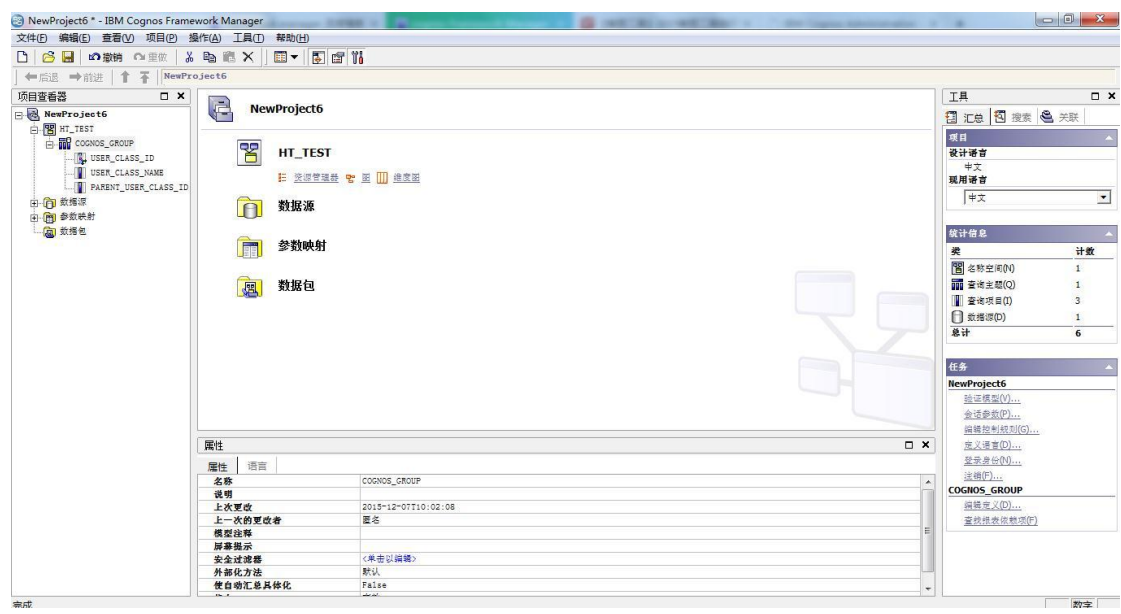 NewProject6 * - IBM Cognos Framework Manager
文件(F) 编辑(E) 查看(V) 项目(P) 操作(A) 工具(T) 帮助(H)
撤销 重做
后退 前进 NewProject6
项目查看器
NewProject6
HT_TEST
COGNOS_GROUP
USER_CLASS_ID
USER_CLASS_NAME
PARENT_USER_CLASS_ID
数据源
参数映射
数据包
NewProject6
HT_TEST
资源管理器 图 维度图
数据源
参数映射
数据包
属性
属性 语言
名称 COGNOS_GROUP
说明
上次更改 2015-12-07T10:02:08
上一次的更改者 匿名
模型注释
屏幕提示
安全过滤器 <单击以编辑>
外部化方法 默认
使自动汇总具体化 False
工具
汇总 搜索 关联
项目
设计语言
中文
现用语言
中文
统计信息
类 计数
名称空间(N) 1
查询主题(Q) 1
查询项目(I) 3
数据源(D) 1
总计 6
任务
NewProject6
验证模型(V)...
会话参数(P)...
编辑控制规则(G)...
定义语言(D)...
登录身份(N)...
注销(F)...
COGNOS_GROUP
编辑定义(D)...
查找报表依赖项(F)
完成
数字